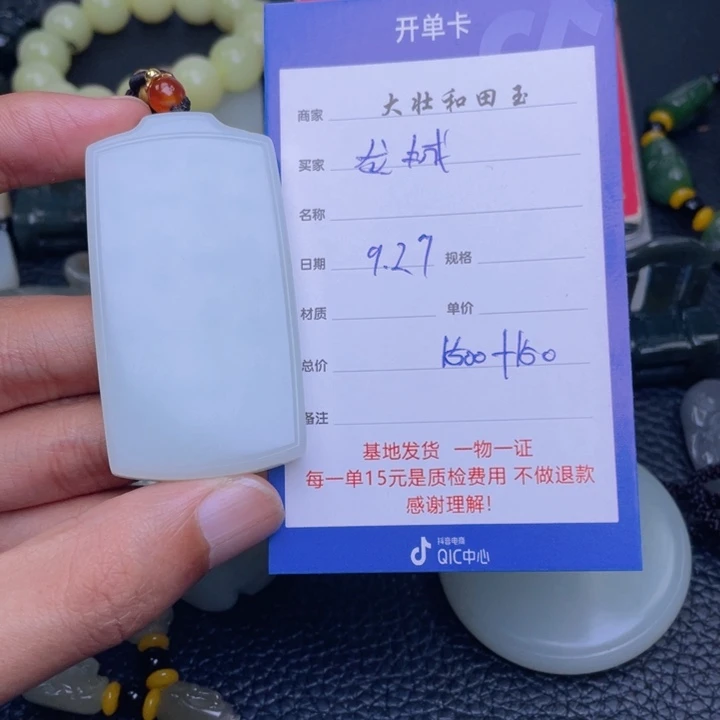 开单卡
商家 大壮和田玉
买家
名称
日期 9.27 规格
材质 单价
总价 1500+150
备注
基地发货 一物一证
每一单15元是质检费用 不做退款
感谢理解!
抖音电商
QIC中心